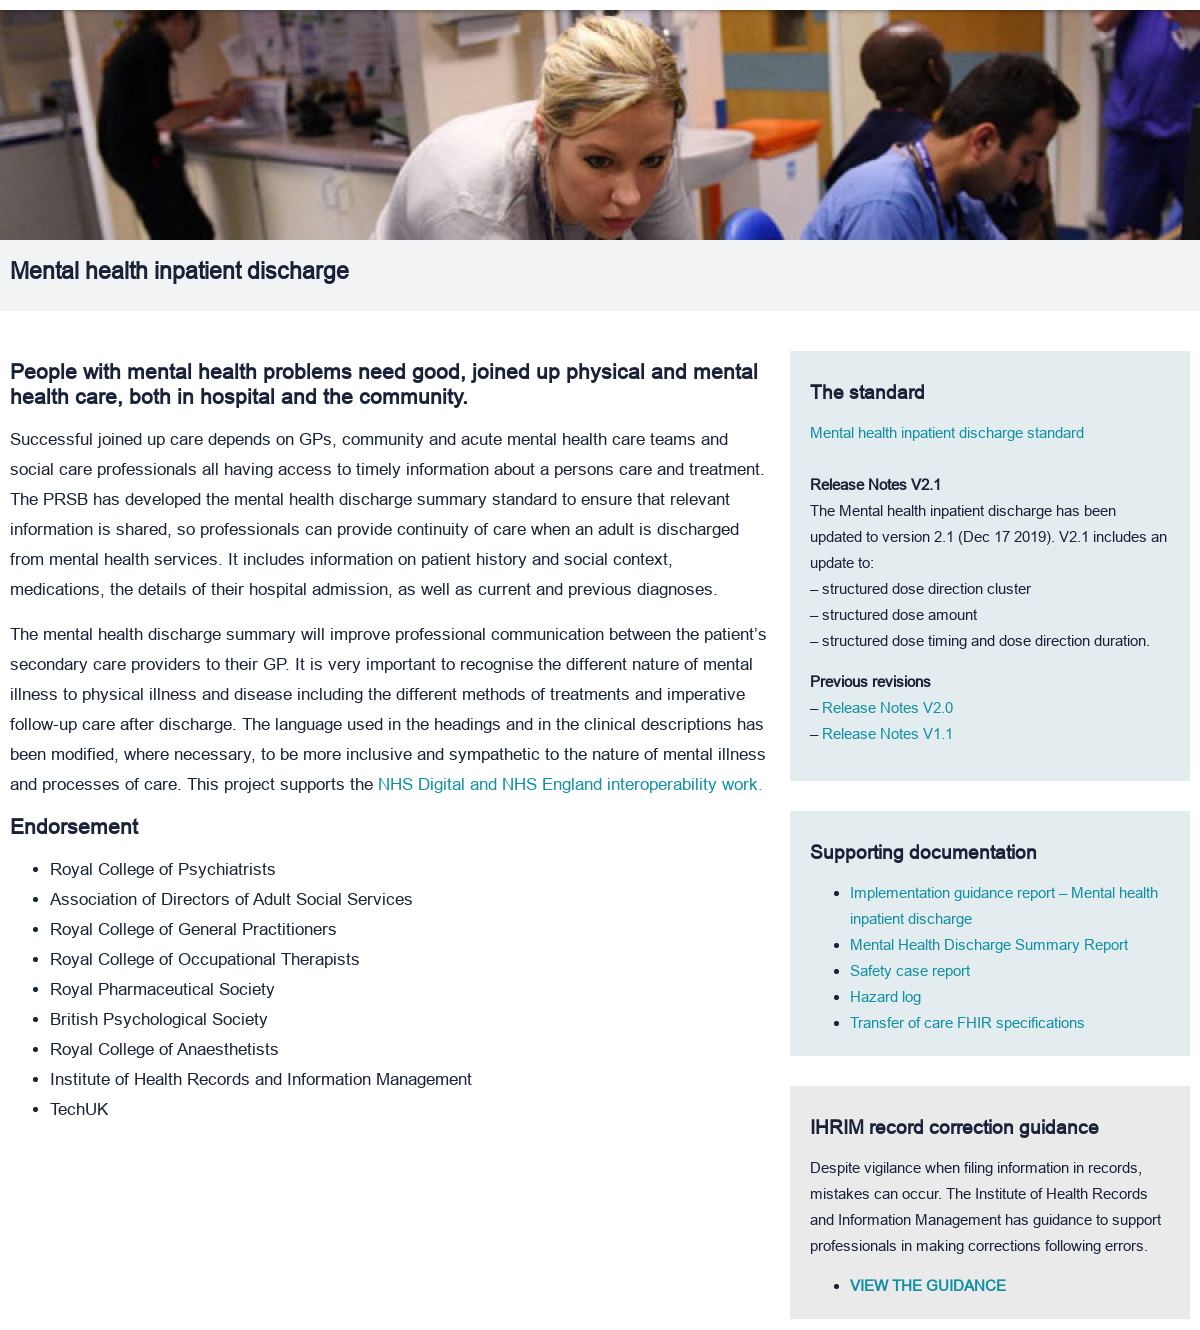 Mental health inpatient discharge
People with mental health problems need good, joined up physical and mental
health care, both in hospital and the community.
Successful joined up care depends on GPs, community and acute mental health care teams and
social care professionals all having access to timely information about a persons care and treatment.
The PRSB has developed the mental health discharge summary standard to ensure that relevant
information is shared, so professionals can provide continuity of care when an adult is discharged
from mental health services. It includes information on patient history and social context,
medications, the details of their hospital admission, as well as current and previous diagnoses.
The mental health discharge summary will improve professional communication between the patient’s
secondary care providers to their GP. It is very important to recognise the different nature of mental
illness to physical illness and disease including the different methods of treatments and imperative
follow-up care after discharge. The language used in the headings and in the clinical descriptions has
been modified, where necessary, to be more inclusive and sympathetic to the nature of mental illness
and processes of care. This project supports the NHS Digital and NHS England interoperability work.
Endorsement
• Royal College of Psychiatrists
• Association of Directors of Adult Social Services
• Royal College of General Practitioners
• Royal College of Occupational Therapists
• Royal Pharmaceutical Society
• British Psychological Society
• Royal College of Anaesthetists
• Institute of Health Records and Information Management
• TechUK
The standard
Mental health inpatient discharge standard
Release Notes V2.1
The Mental health inpatient discharge has been
updated to version 2.1 (Dec 17 2019). V2.1 includes an
update to:
– structured dose direction cluster
– structured dose amount
– structured dose timing and dose direction duration.
Previous revisions
– Release Notes V2.0
– Release Notes V1.1
Supporting documentation
• Implementation guidance report – Mental health
inpatient discharge
• Mental Health Discharge Summary Report
• Safety case report
• Hazard log
• Transfer of care FHIR specifications
IHRIM record correction guidance
Despite vigilance when filing information in records,
mistakes can occur. The Institute of Health Records
and Information Management has guidance to support
professionals in making corrections following errors.
• VIEW THE GUIDANCE